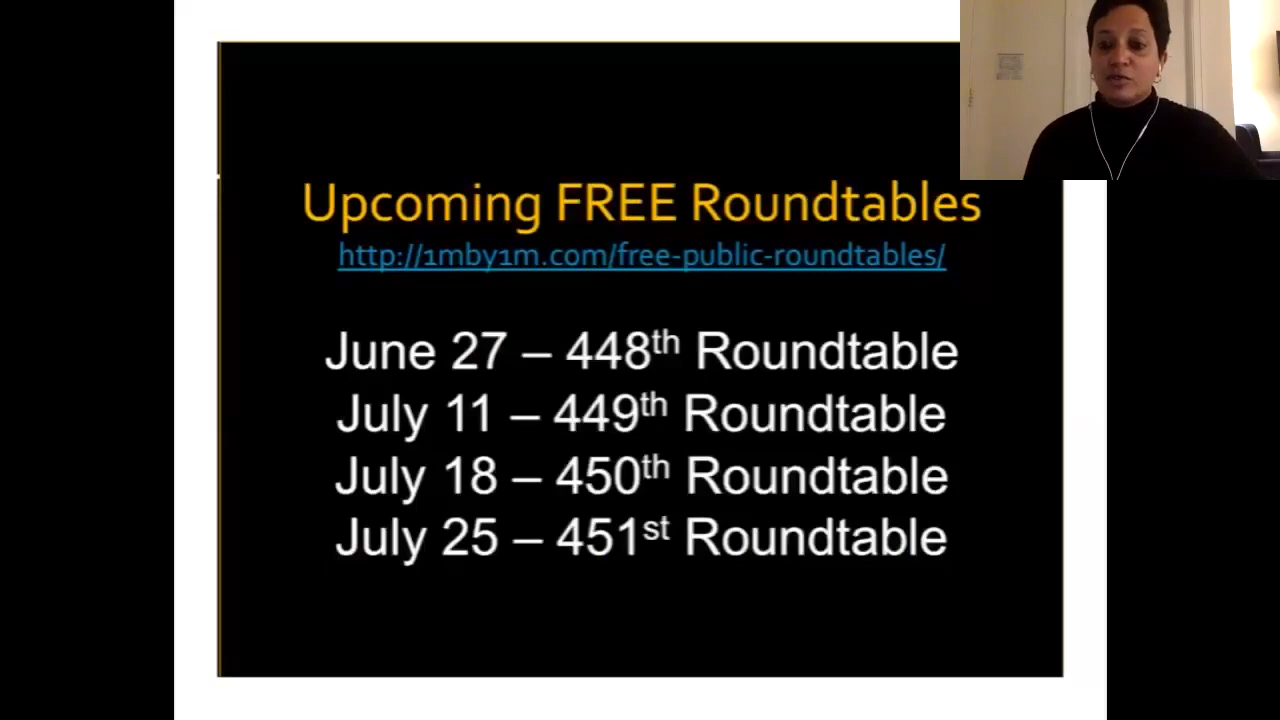 Upcoming FREE Roundtables
http://1mby1m.com/free-public-roundtables/
June 27 – 448th Roundtable
July 11 – 449th Roundtable
July 18 – 450th Roundtable
July 25 – 451st Roundtable